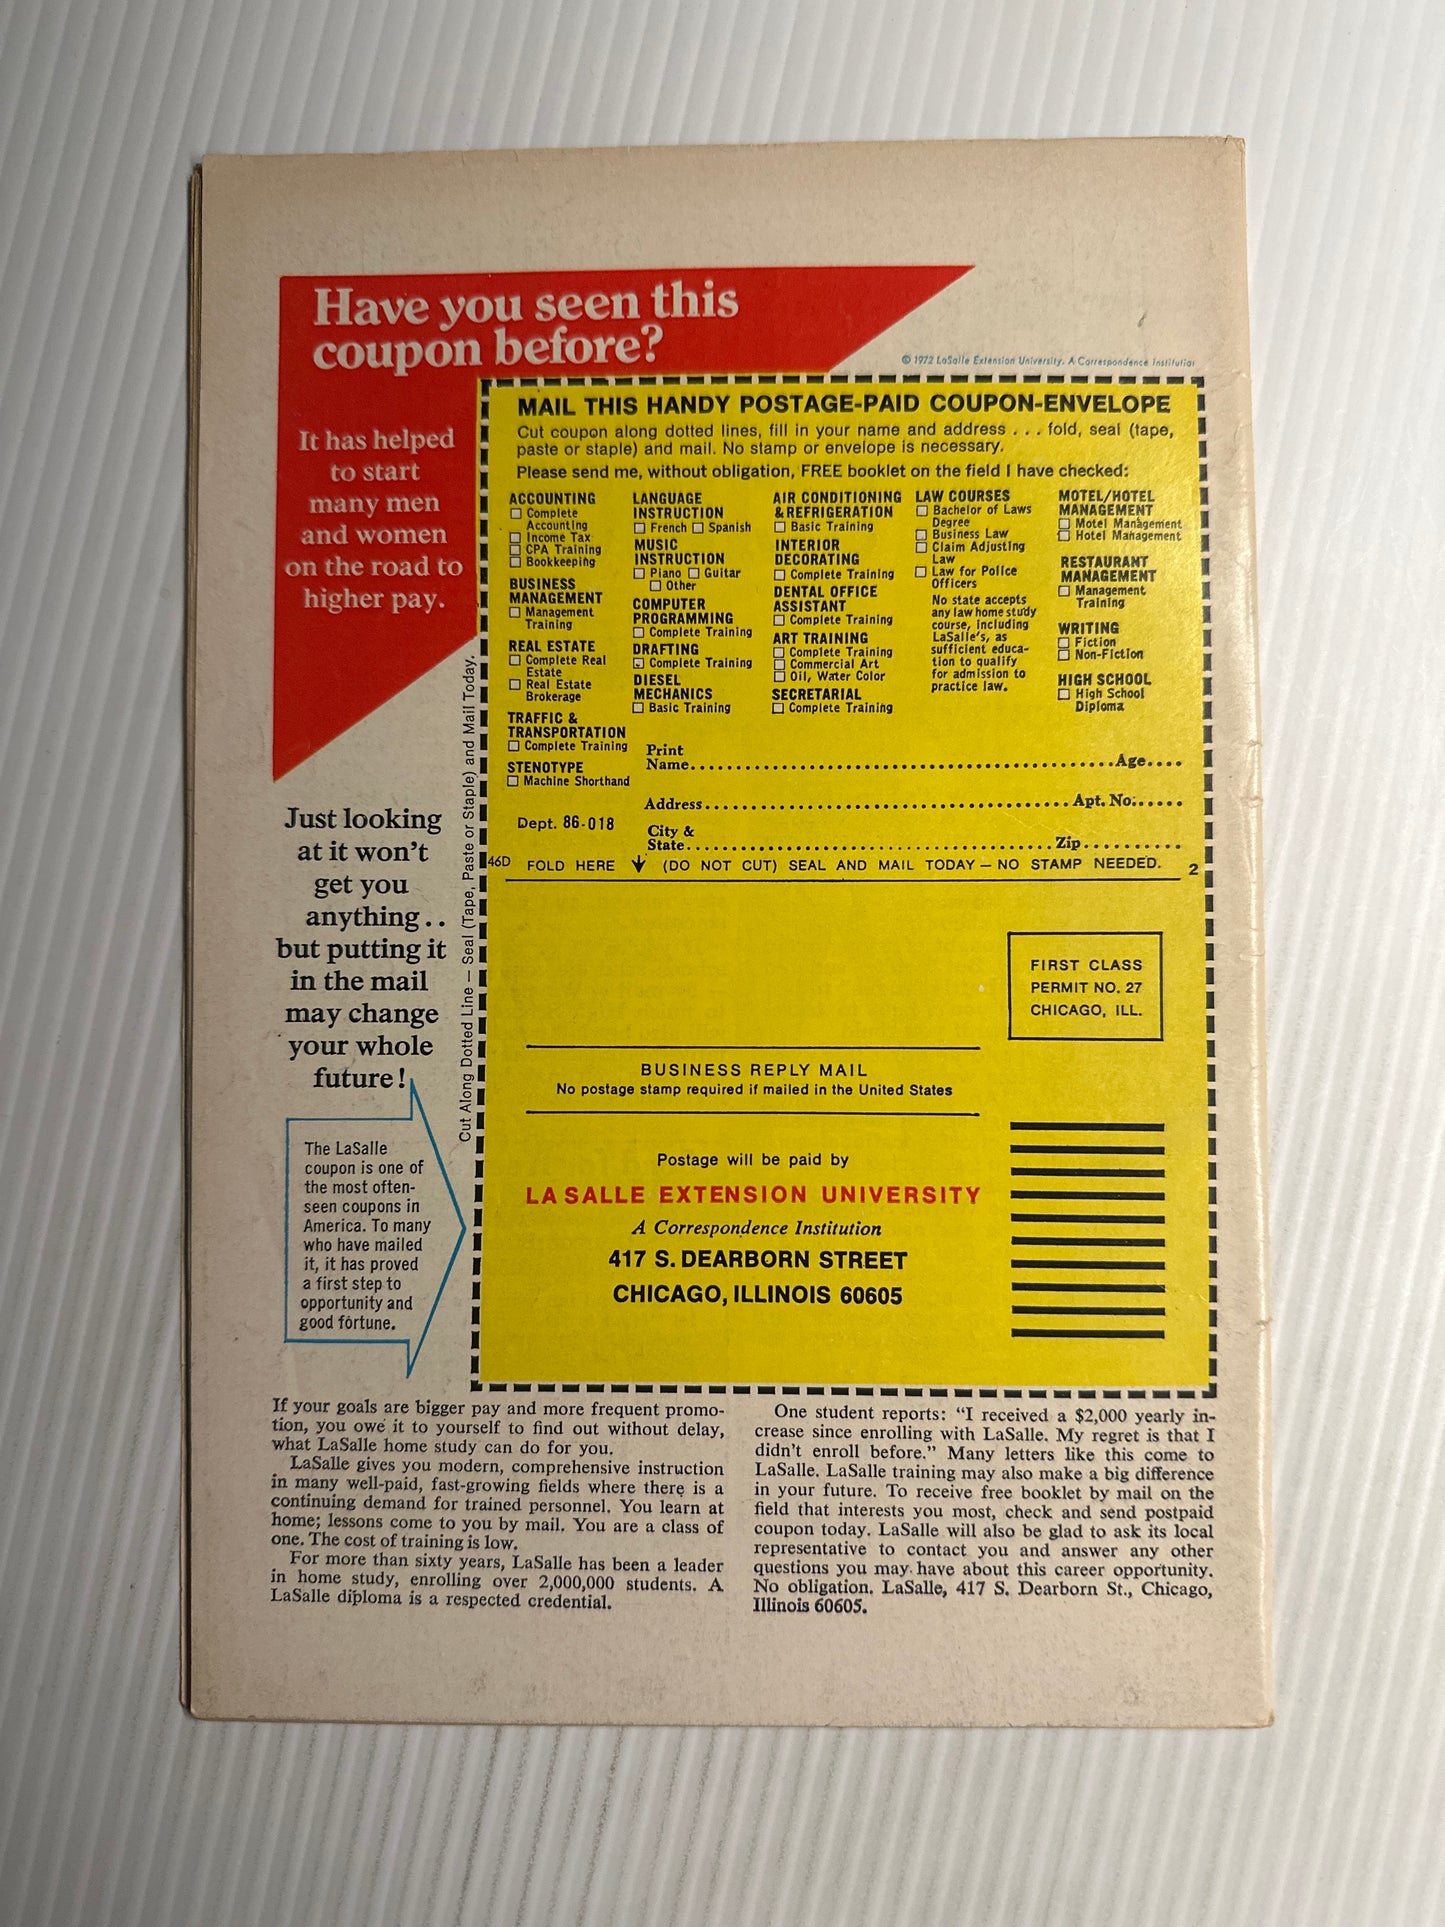 Have you seen this
coupon before?
© 1972 LaSalle Extension University. A Correspondence Institution
It has helped
to start
many men
and women
on the road to
higher pay.
Just looking
at it won't
get you
anything . .
but putting it
in the mail
may change
your whole
future!
The LaSalle
coupon is one of
the most often-
seen coupons in
America. To many
who have mailed
it, it has proved
a first step to
opportunity and
good fortune.
Cut Along Dotted Line — Seal (Tape, Paste or Staple) and Mail Today.
MAIL THIS HANDY POSTAGE-PAID COUPON-ENVELOPE
Cut coupon along dotted lines, fill in your name and address . . . fold, seal (tape,
paste or staple) and mail. No stamp or envelope is necessary.
Please send me, without obligation, FREE booklet on the field I have checked:
ACCOUNTING
☐ Complete
Accounting
☐ Income Tax
☐ CPA Training
☐ Bookkeeping
BUSINESS
MANAGEMENT
☐ Management
Training
REAL ESTATE
☐ Complete Real
Estate
☐ Real Estate
Brokerage
TRAFFIC &
TRANSPORTATION
☐ Complete Training
STENOTYPE
☐ Machine Shorthand
LANGUAGE
INSTRUCTION
☐ French ☐ Spanish
MUSIC
INSTRUCTION
☐ Piano ☐ Guitar
☐ Other
COMPUTER
PROGRAMMING
☐ Complete Training
DRAFTING
☐ Complete Training
DIESEL
MECHANICS
☐ Basic Training
AIR CONDITIONING
& REFRIGERATION
☐ Basic Training
INTERIOR
DECORATING
☐ Complete Training
DENTAL OFFICE
ASSISTANT
☐ Complete Training
ART TRAINING
☐ Complete Training
☐ Commercial Art
☐ Oil, Water Color
SECRETARIAL
☐ Complete Training
LAW COURSES
☐ Bachelor of Laws
Degree
☐ Business Law
☐ Claim Adjusting
Law
☐ Law for Police
Officers
No state accepts
any law home study
course, including
LaSalle's, as
sufficient educa-
tion to qualify
for admission to
practice law.
MOTEL/HOTEL
MANAGEMENT
☐ Motel Management
☐ Hotel Management
RESTAURANT
MANAGEMENT
☐ Management
Training
WRITING
☐ Fiction
☐ Non-Fiction
HIGH SCHOOL
☐ High School
Diploma
Print
Name..........Age....
Address..........Apt. No......
Dept. 86-018
City &
State..........Zip..........
46D FOLD HERE ↓ (DO NOT CUT) SEAL AND MAIL TODAY — NO STAMP NEEDED. 2
FIRST CLASS
PERMIT NO. 27
CHICAGO, ILL.
BUSINESS REPLY MAIL
No postage stamp required if mailed in the United States
Postage will be paid by
LA SALLE EXTENSION UNIVERSITY
A Correspondence Institution
417 S. DEARBORN STREET
CHICAGO, ILLINOIS 60605
If your goals are bigger pay and more frequent promo-
tion, you owe it to yourself to find out without delay,
what LaSalle home study can do for you.
LaSalle gives you modern, comprehensive instruction
in many well-paid, fast-growing fields where there is a
continuing demand for trained personnel. You learn at
home; lessons come to you by mail. You are a class of
one. The cost of training is low.
For more than sixty years, LaSalle has been a leader
in home study, enrolling over 2,000,000 students. A
LaSalle diploma is a respected credential.
One student reports: "I received a $2,000 yearly in-
crease since enrolling with LaSalle. My regret is that I
didn't enroll before." Many letters like this come to
LaSalle. LaSalle training may also make a big difference
in your future. To receive free booklet by mail on the
field that interests you most, check and send postpaid
coupon today. LaSalle will also be glad to ask its local
representative to contact you and answer any other
questions you may have about this career opportunity.
No obligation. LaSalle, 417 S. Dearborn St., Chicago,
Illinois 60605.